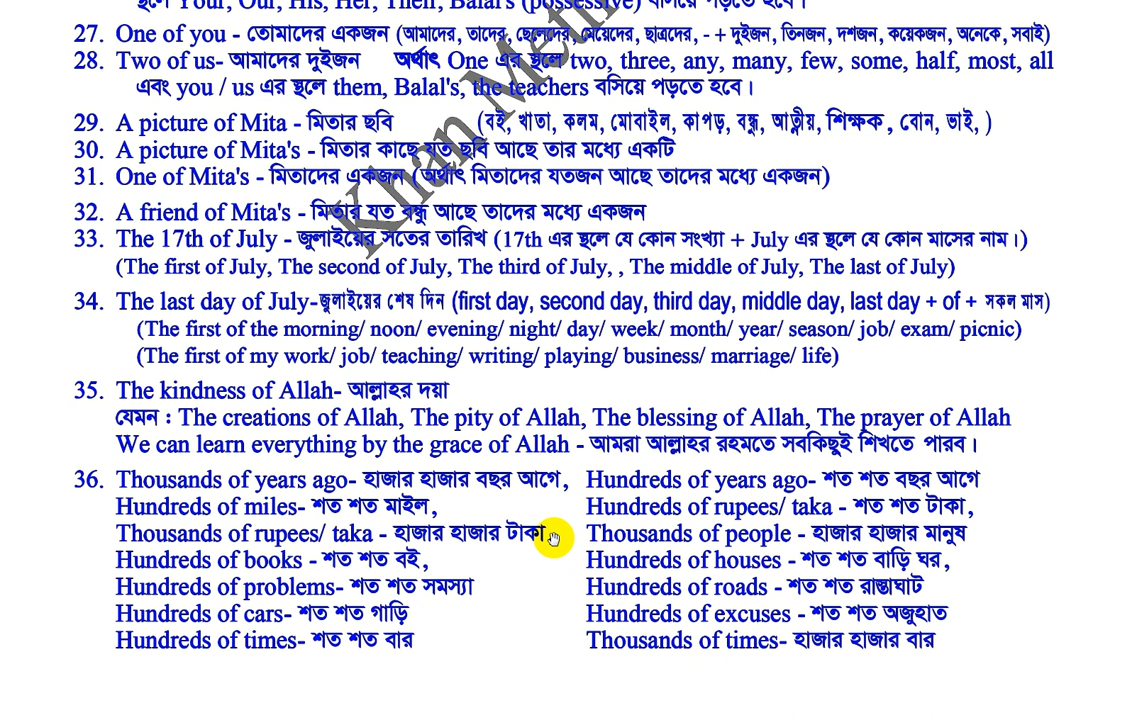 স্থলে Your, Our, His, Her, Their, Balal's (possessive) বসিয়ে পড়তে হবে।
27. One of you - তোমাদের একজন (আমাদের, তাদের, ছেলেদের, মেয়েদের, ছাত্রদের, - + দুইজন, তিনজন, দশজন, কয়েকজন, অনেকে, সবাই)
28. Two of us- আমাদের দুইজন অর্থাৎ One এর স্থলে two, three, any, many, few, some, half, most, all
এবং you / us এর স্থলে them, Balal's, the teachers বসিয়ে পড়তে হবে।
29. A picture of Mita - মিতার ছবি (বই, খাতা, কলম, মোবাইল, কাপড়, বন্ধু, আত্নীয়, শিক্ষক, বোন, ভাই, )
30. A picture of Mita's - মিতার কাছে যত ছবি আছে তার মধ্যে একটি
31. One of Mita's - মিতাদের একজন (অর্থাৎ মিতাদের যতজন আছে তাদের মধ্যে একজন)
32. A friend of Mita's - মিতার যত বন্ধু আছে তাদের মধ্যে একজন
33. The 17th of July - জুলাইয়ের সতের তারিখ (17th এর স্থলে যে কোন সংখ্যা + July এর স্থলে যে কোন মাসের নাম।)
(The first of July, The second of July, The third of July, , The middle of July, The last of July)
34. The last day of July-জুলাইয়ের শেষ দিন (first day, second day, third day, middle day, last day + of + সকল মাস)
(The first of the morning/ noon/ evening/ night/ day/ week/ month/ year/ season/ job/ exam/ picnic)
(The first of my work/ job/ teaching/ writing/ playing/ business/ marriage/ life)
35. The kindness of Allah- আল্লাহর দয়া
যেমন : The creations of Allah, The pity of Allah, The blessing of Allah, The prayer of Allah
We can learn everything by the grace of Allah - আমরা আল্লাহর রহমতে সবকিছুই শিখতে পারব।
36. Thousands of years ago- হাজার হাজার বছর আগে, Hundreds of years ago- শত শত বছর আগে
Hundreds of miles- শত শত মাইল, Hundreds of rupees/ taka - শত শত টাকা,
Thousands of rupees/ taka - হাজার হাজার টাকা, Thousands of people - হাজার হাজার মানুষ
Hundreds of books - শত শত বই, Hundreds of houses - শত শত বাড়ি ঘর,
Hundreds of problems- শত শত সমস্যা Hundreds of roads - শত শত রাস্তাঘাট
Hundreds of cars- শত শত গাড়ি Hundreds of excuses - শত শত অজুহাত
Hundreds of times- শত শত বার Thousands of times- হাজার হাজার বার
Khan Meth